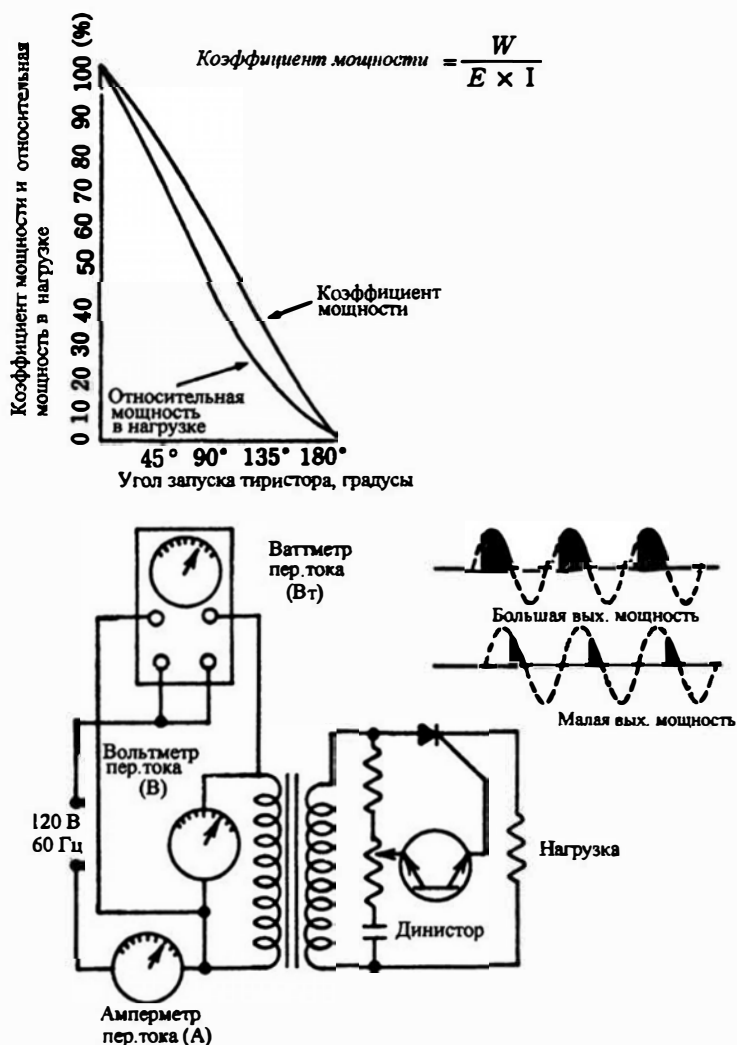 Коэффициент мощности и относительная
мощность в нагрузке
0 10 20 30 40 50 60 70 80 90 100 (%)
Коэффициент мощности = W
E × I
Коэффициент
мощности
Относительная
мощность
в нагрузке
45° 90° 135° 180°
Угол запуска тиристора, градусы
Ваттметр
пер.тока
(Вт)
Большая вых. мощность
Малая вых. мощность
Вольтметр
пер.тока
(В)
120 В
60 Гц
Нагрузка
Динистор
Амперметр
пер.тока (А)